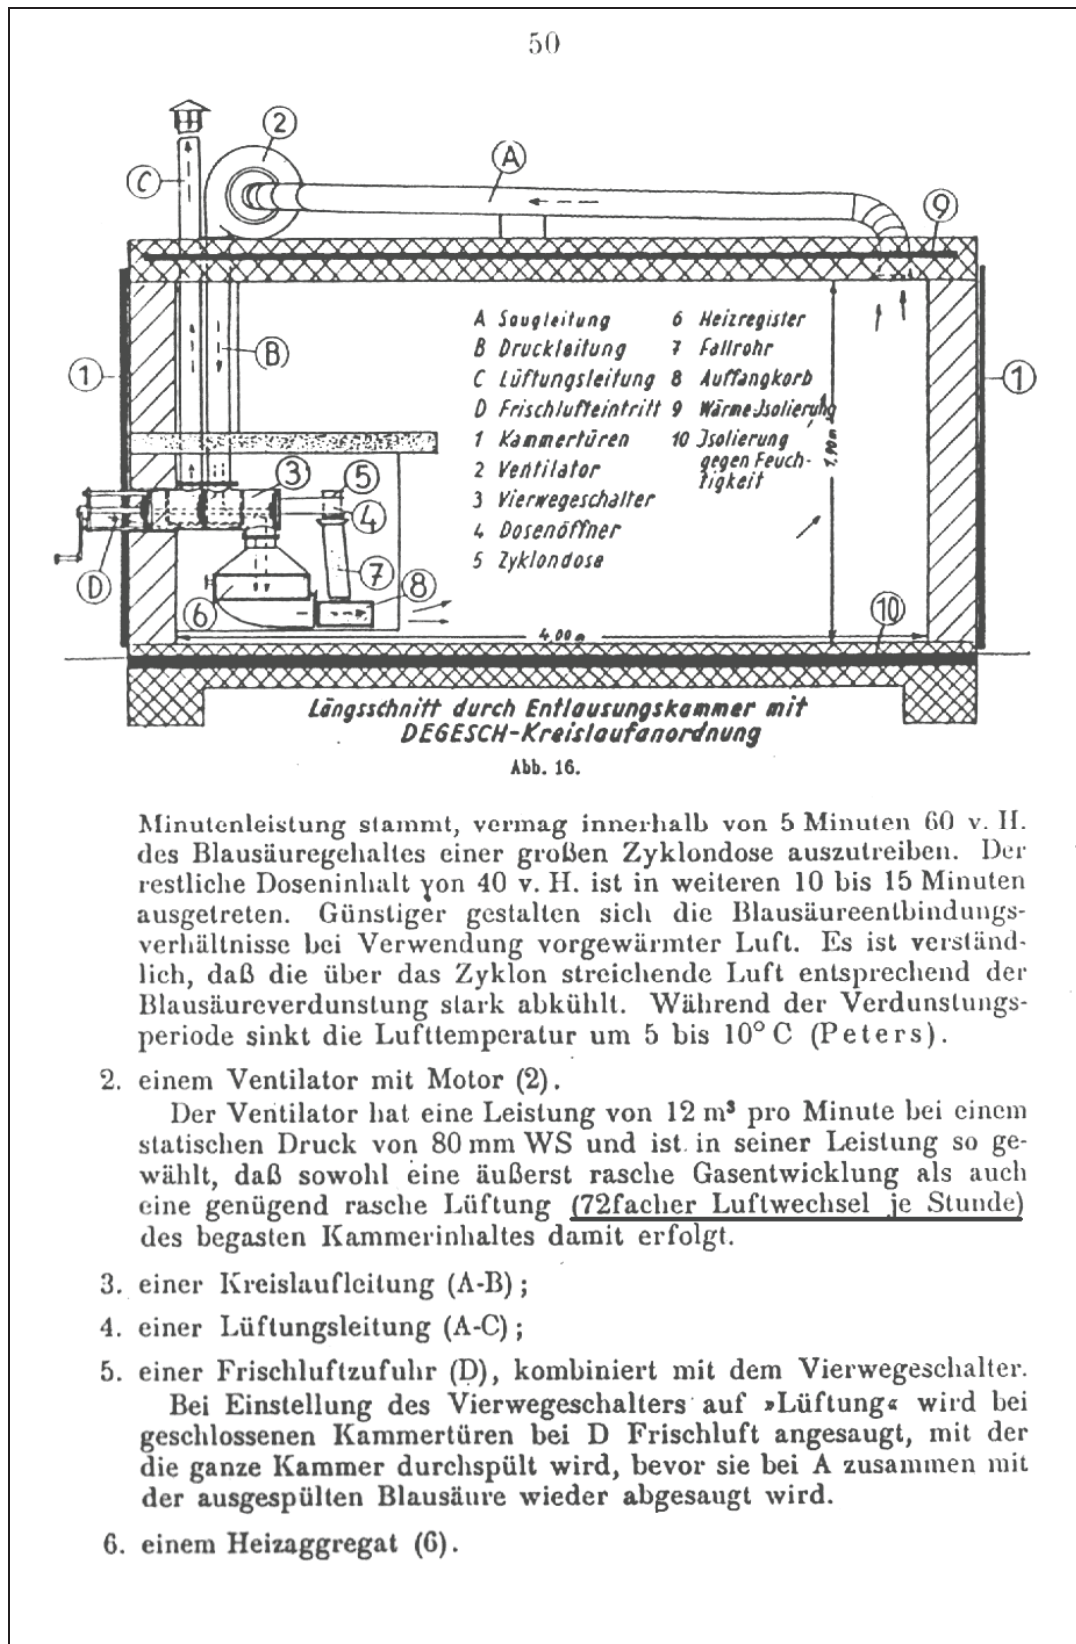 50
2
A
C
9
B
1
1
A Saugleitung
B Druckleitung
C Lüftungsleitung
D Frischlufteintritt
1 Kammertüren
2 Ventilator
3 Vierwegeschalter
4 Dosenöffner
5 Zyklondose
6 Heizregister
7 Fallrohr
8 Auffangkorb
9 Wärme-Isolierung
10 Isolierung
gegen Feuch-
tigkeit
1,90 m
3
5
4
7
8
D
6
10
4,00 m
Längsschnitt durch Entlausungskammer mit
DEGESCH-Kreislaufanordnung
Abb. 16.
Minutenleistung stammt, vermag innerhalb von 5 Minuten 60 v. H.
des Blausäuregehaltes einer großen Zyklondose auszutreiben. Der
restliche Doseninhalt von 40 v. H. ist in weiteren 10 bis 15 Minuten
ausgetreten. Günstiger gestalten sich die Blausäureentbindungs-
verhältnisse bei Verwendung vorgewärmter Luft. Es ist verständ-
lich, daß die über das Zyklon streichende Luft entsprechend der
Blausäureverdunstung stark abkühlt. Während der Verdunstungs-
periode sinkt die Lufttemperatur um 5 bis 10° C (Peters).
2. einem Ventilator mit Motor (2).
Der Ventilator hat eine Leistung von 12 m³ pro Minute bei einem
statischen Druck von 80 mm WS und ist in seiner Leistung so ge-
wählt, daß sowohl eine äußerst rasche Gasentwicklung als auch
eine genügend rasche Lüftung (72facher Luftwechsel je Stunde)
des begasten Kammerinhaltes damit erfolgt.
3. einer Kreislaufleitung (A-B);
4. einer Lüftungsleitung (A-C);
5. einer Frischluftzufuhr (D), kombiniert mit dem Vierwegeschalter.
Bei Einstellung des Vierwegeschalters auf »Lüftung« wird bei
geschlossenen Kammertüren bei D Frischluft angesaugt, mit der
die ganze Kammer durchspült wird, bevor sie bei A zusammen mit
der ausgespülten Blausäure wieder abgesaugt wird.
6. einem Heizaggregat (6).